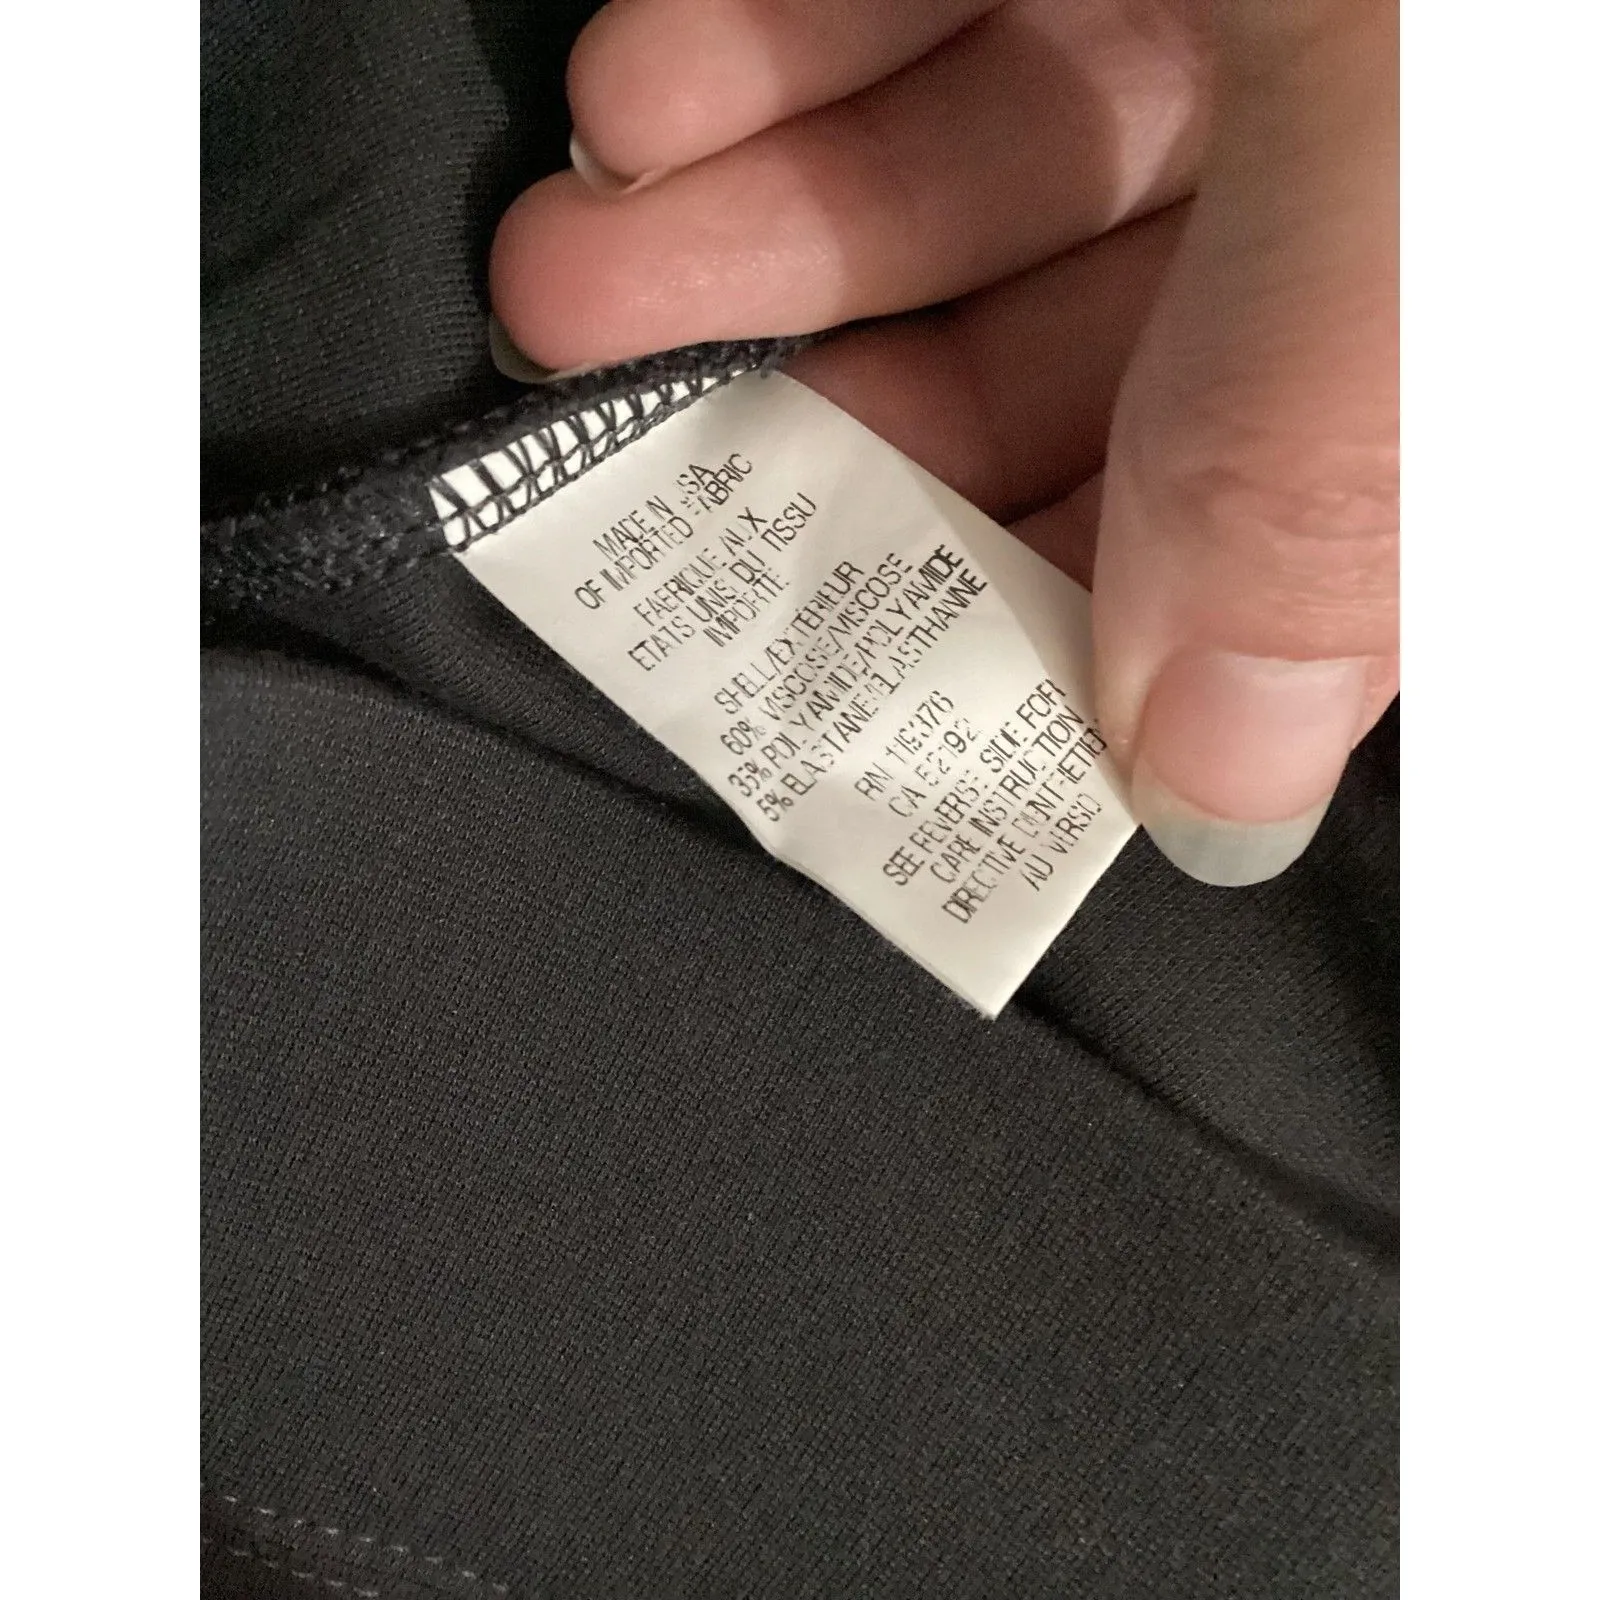 MADE IN USA
OF IMPORTED FABRIC
FABRIQUE AUX
ETATS UNIS DU TISSU
IMPORTE.
SHELL/EXTERIEUR
60% VISCOSE/VISCOSE
35% POLYAMIDE/POLYAMIDE
5% ELASTANE/ELASTHANNE
RN 119376
CA 52192
SEE REVERSE SIDE FOR
CARE INSTRUCTION.
DIRECTIVE D'ENTRETIEN
AU VERSO